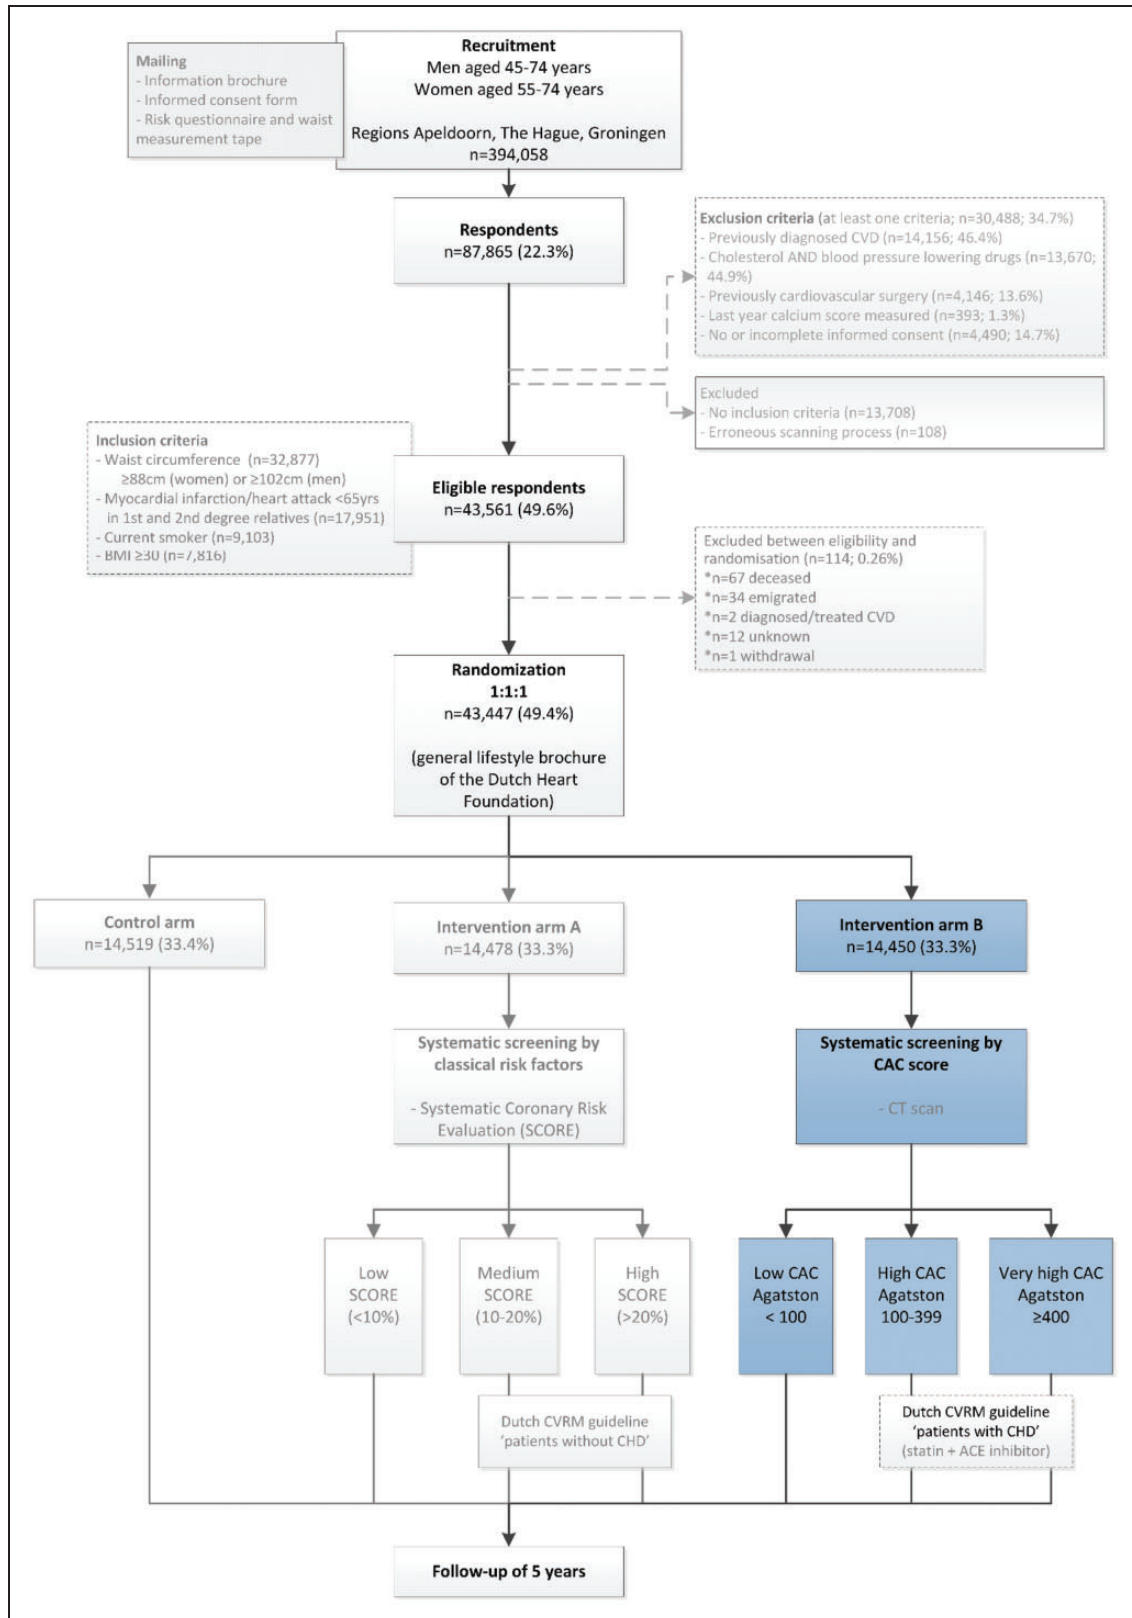 Recruitment
Men aged 45-74 years
Women aged 55-74 years
Regions Apeldoorn, The Hague, Groningen
n=394,058
Mailing
- Information brochure
- Informed consent form
- Risk questionnaire and waist
measurement tape
Respondents
n=87,865 (22.3%)
Exclusion criteria (at least one criteria; n=30,488; 34.7%)
- Previously diagnosed CVD (n=14,156; 46.4%)
- Cholesterol AND blood pressure lowering drugs (n=13,670;
44.9%)
- Previously cardiovascular surgery (n=4,146; 13.6%)
- Last year calcium score measured (n=393; 1.3%)
- No or incomplete informed consent (n=4,490; 14.7%)
Excluded
- No inclusion criteria (n=13,708)
- Erroneous scanning process (n=108)
Inclusion criteria
- Waist circumference (n=32,877)
≥88cm (women) or ≥102cm (men)
- Myocardial infarction/heart attack <65yrs
in 1st and 2nd degree relatives (n=17,951)
- Current smoker (n=9,103)
- BMI ≥30 (n=7,816)
Eligible respondents
n=43,561 (49.6%)
Excluded between eligibility and
randomisation (n=114; 0.26%)
*n=67 deceased
*n=34 emigrated
*n=2 diagnosed/treated CVD
*n=12 unknown
*n=1 withdrawal
Randomization
1:1:1
n=43,447 (49.4%)
(general lifestyle brochure
of the Dutch Heart
Foundation)
Control arm
n=14,519 (33.4%)
Intervention arm A
n=14,478 (33.3%)
Intervention arm B
n=14,450 (33.3%)
Systematic screening by
classical risk factors
- Systematic Coronary Risk
Evaluation (SCORE)
Systematic screening by
CAC score
- CT scan
Low
SCORE
(<10%)
Medium
SCORE
(10-20%)
High
SCORE
(>20%)
Low CAC
Agatston
< 100
High CAC
Agatston
100-399
Very high CAC
Agatston
≥400
Dutch CVRM guideline
'patients without CHD'
Dutch CVRM guideline
'patients with CHD'
(statin + ACE inhibitor)
Follow-up of 5 years